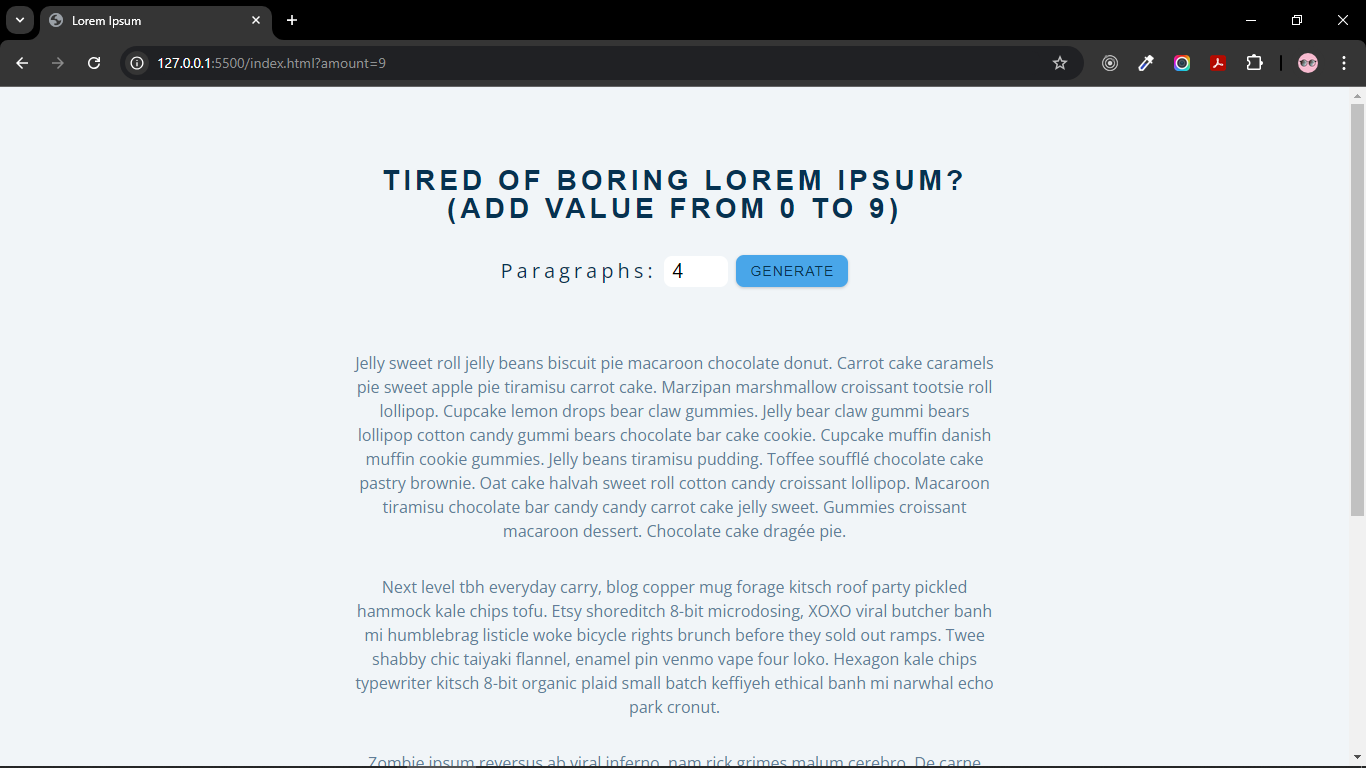 Lorem Ipsum
127.0.0.1:5500/index.html?amount=9
TIRED OF BORING LOREM IPSUM?
(ADD VALUE FROM 0 TO 9)
Paragraphs: 4 GENERATE
Jelly sweet roll jelly beans biscuit pie macaroon chocolate donut. Carrot cake caramels
pie sweet apple pie tiramisu carrot cake. Marzipan marshmallow croissant tootsie roll
lollipop. Cupcake lemon drops bear claw gummies. Jelly bear claw gummi bears
lollipop cotton candy gummi bears chocolate bar cake cookie. Cupcake muffin danish
muffin cookie gummies. Jelly beans tiramisu pudding. Toffee soufflé chocolate cake
pastry brownie. Oat cake halvah sweet roll cotton candy croissant lollipop. Macaroon
tiramisu chocolate bar candy candy carrot cake jelly sweet. Gummies croissant
macaroon dessert. Chocolate cake dragée pie.
Next level tbh everyday carry, blog copper mug forage kitsch roof party pickled
hammock kale chips tofu. Etsy shoreditch 8-bit microdosing, XOXO viral butcher banh
mi humblebrag listicle woke bicycle rights brunch before they sold out ramps. Twee
shabby chic taiyaki flannel, enamel pin venmo vape four loko. Hexagon kale chips
typewriter kitsch 8-bit organic plaid small batch keffiyeh ethical banh mi narwhal echo
park cronut.
Zombie ipsum reversus ab viral inferno, nam rick grimes malum cerebro. De carne